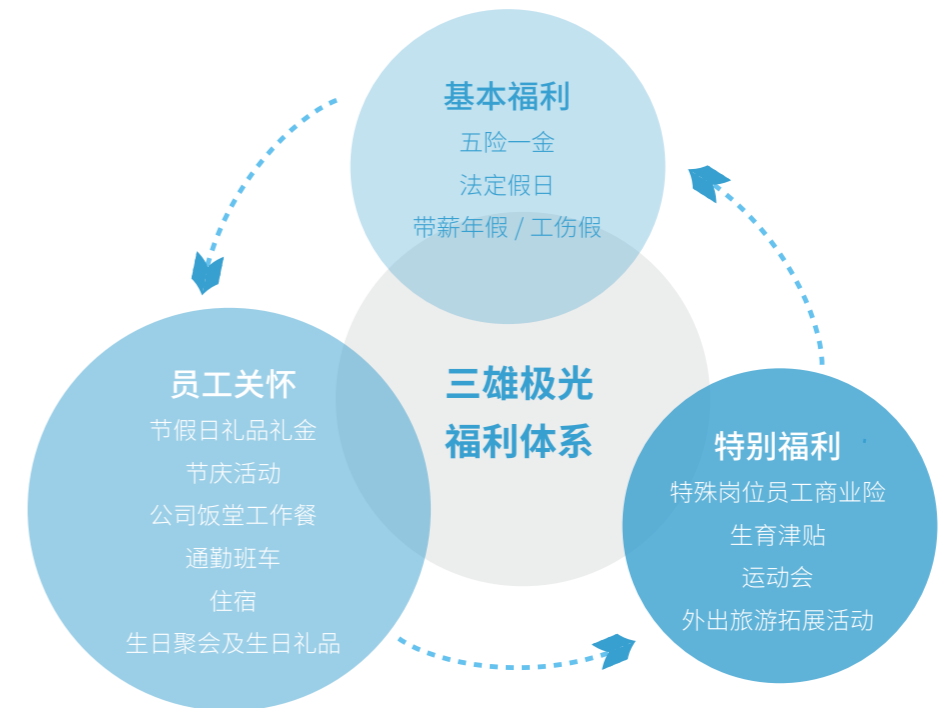 基本福利
五险一金
法定假日
带薪年假 / 工伤假
三雄极光
福利体系
员工关怀
节假日礼品礼金
节庆活动
公司饭堂工作餐
通勤班车
住宿
生日聚会及生日礼品
特别福利
特殊岗位员工商业险
生育津贴
运动会
外出旅游拓展活动